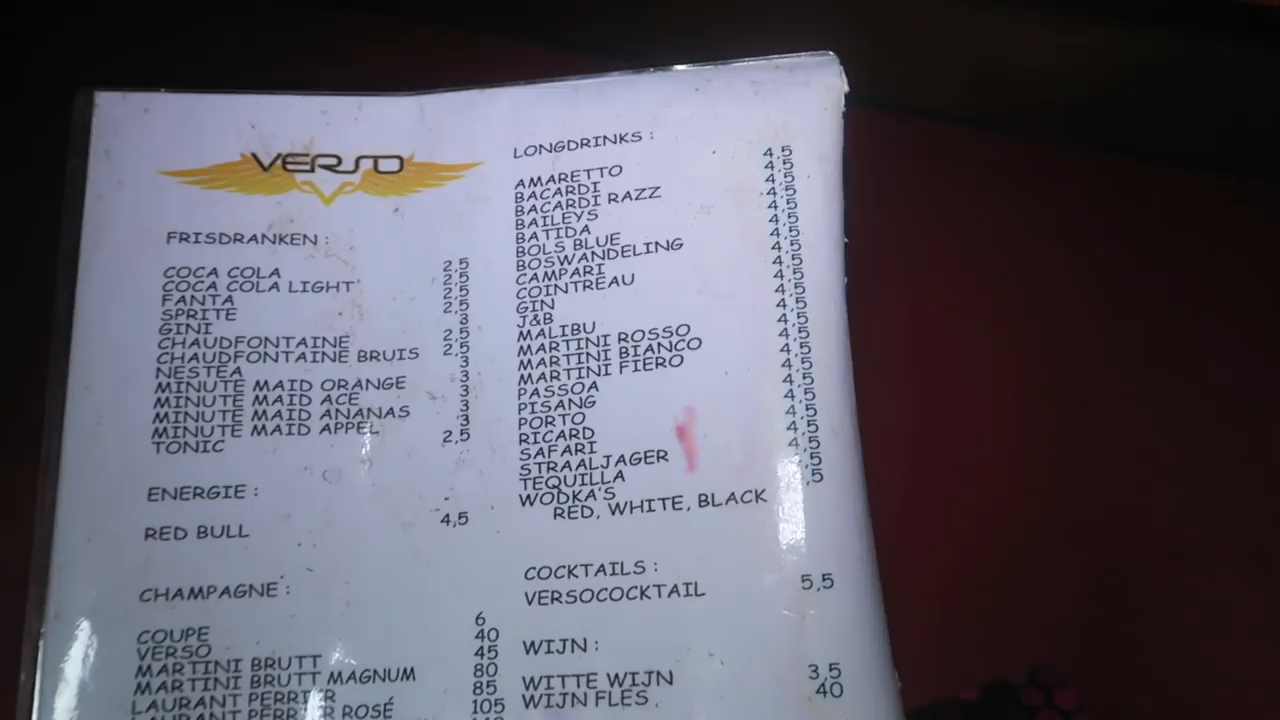 VERSO
FRISDRANKEN :
COCA COLA 2,5
COCA COLA LIGHT 2,5
FANTA 2,5
SPRITE 2,5
GINI 3
CHAUDFONTAINE 2,5
CHAUDFONTAINE BRUIS 2,5
NESTEA 3
MINUTE MAID ORANGE 3
MINUTE MAID ACE 3
MINUTE MAID ANANAS 3
MINUTE MAID APPEL 3
TONIC 2,5
ENERGIE :
RED BULL 4,5
CHAMPAGNE :
COUPE 6
VERSO 40
MARTINI BRUTT 45
MARTINI BRUTT MAGNUM 80
LAURANT PERRIER 85
LAURANT PERRIER ROSÉ 105
LONGDRINKS :
AMARETTO 4,5
BACARDI 4,5
BACARDI RAZZ 4,5
BAILEYS 4,5
BATIDA 4,5
BOLS BLUE 4,5
BOSWANDELING 4,5
CAMPARI 4,5
COINTREAU 4,5
GIN 4,5
J&B 4,5
MALIBU 4,5
MARTINI ROSSO 4,5
MARTINI BIANCO 4,5
MARTINI FIERO 4,5
PASSOA 4,5
PISANG 4,5
PORTO 4,5
RICARD 4,5
SAFARI 4,5
STRAALJAGER 4,5
TEQUILLA ,5
WODKA'S ,5
RED, WHITE, BLACK
COCKTAILS :
VERSOCOCKTAIL 5,5
WIJN :
WITTE WIJN 3,5
WIJN FLES 40